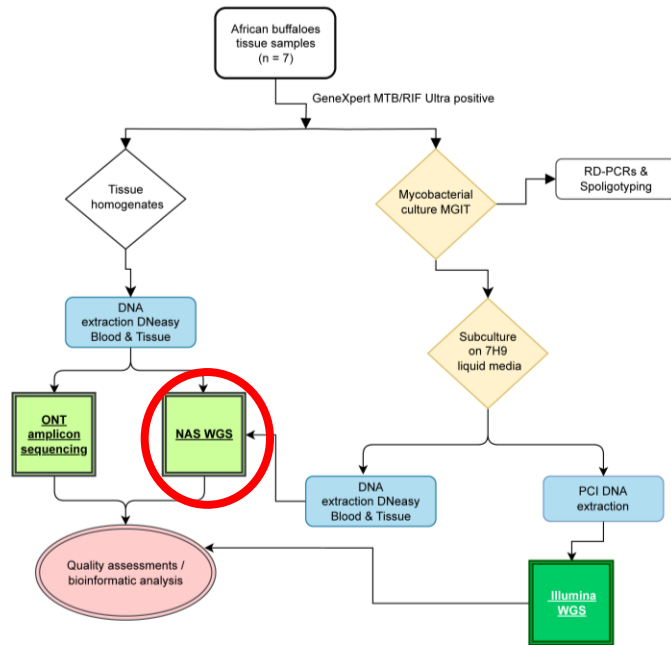 African buffaloes
tissue samples
(n = 7)
GeneXpert MTB/RIF Ultra positive
Tissue
homogenates
Mycobacterial
culture MGIT
RD-PCRs &
Spoligotyping
DNA
extraction DNeasy
Blood & Tissue
Subculture
on 7H9
liquid media
ONT
amplicon
sequencing
NAS WGS
DNA
extraction DNeasy
Blood & Tissue
PCI DNA
extraction
Quality assessments /
bioinformatic analysis
Illumina
WGS